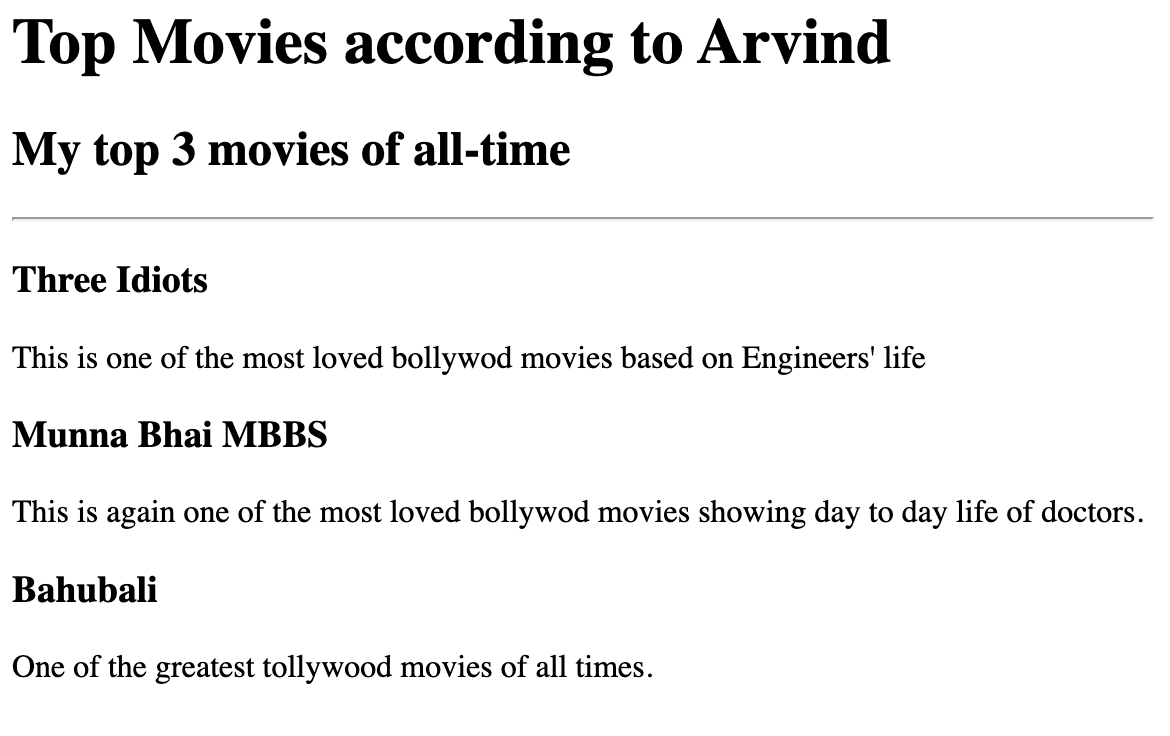 Top Movies according to Arvind
My top 3 movies of all-time
Three Idiots
This is one of the most loved bollywod movies based on Engineers' life
Munna Bhai MBBS
This is again one of the most loved bollywod movies showing day to day life of doctors.
Bahubali
One of the greatest tollywood movies of all times.